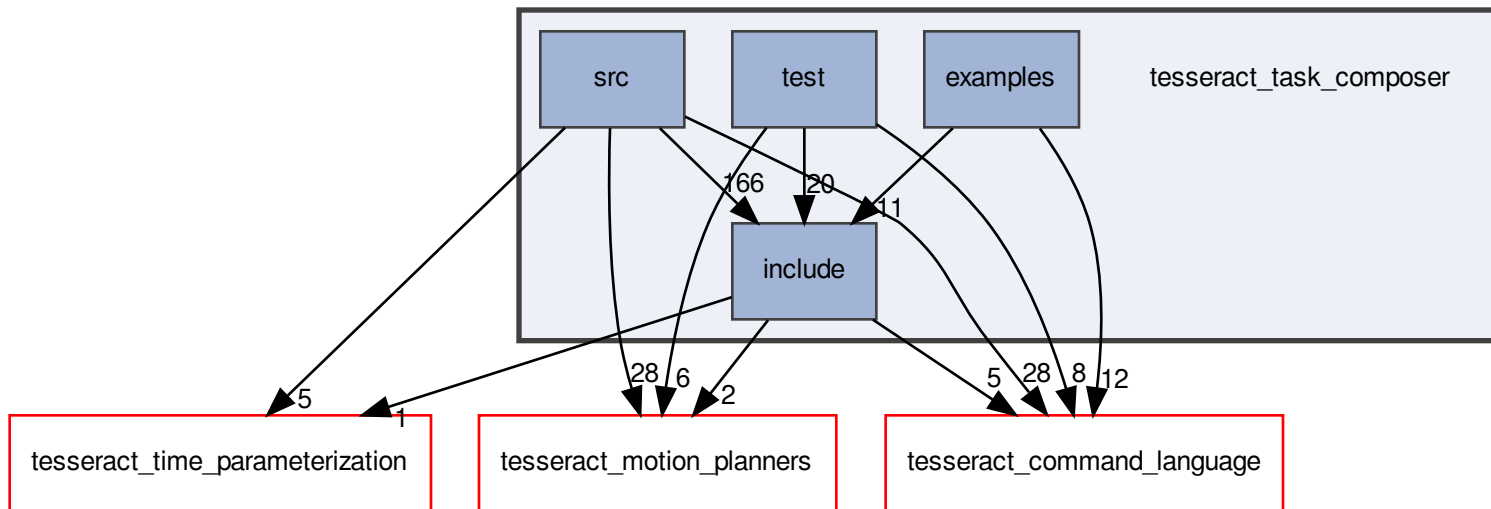 src
test
examples
tesseract_task_composer
166
20
11
include
5
1
28
6
2
5
28
8
12
tesseract_time_parameterization
tesseract_motion_planners
tesseract_command_language